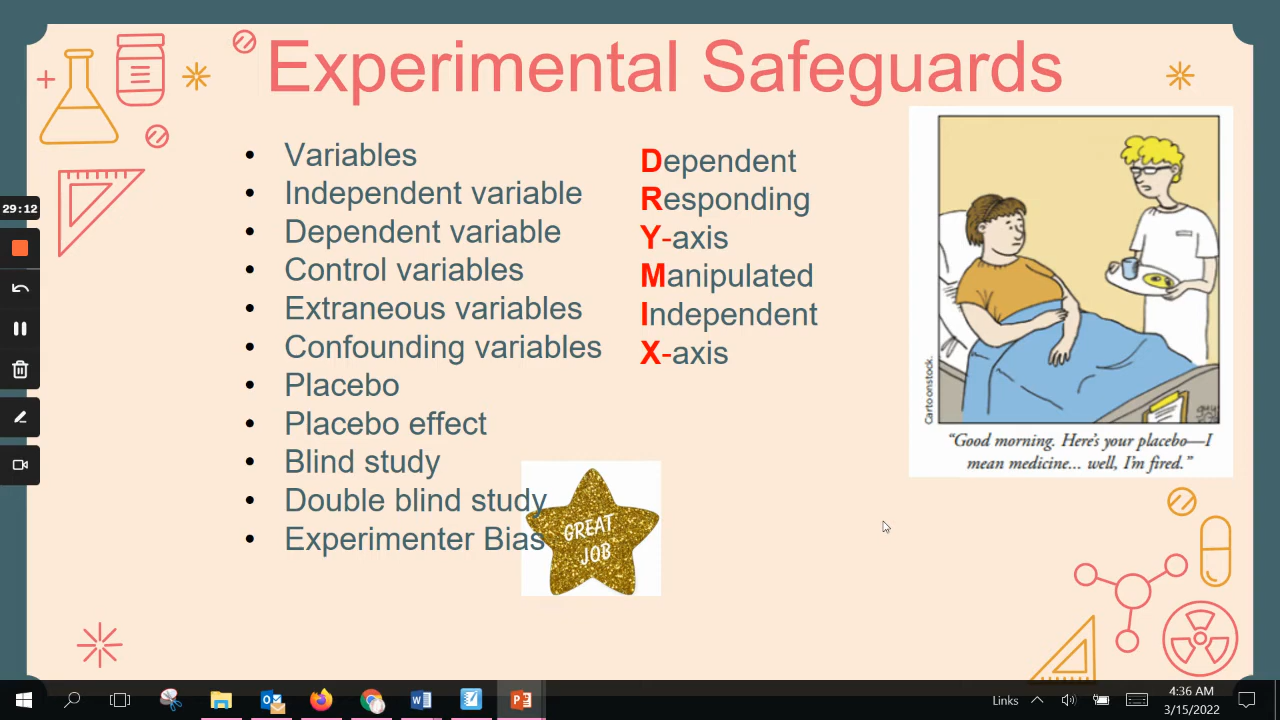 Experimental Safeguards
Variables
Independent variable
Dependent variable
Control variables
Extraneous variables
Confounding variables
Placebo
Placebo effect
Blind study
Double blind study
Experimenter Bias
Dependent
Responding
Y-axis
Manipulated
Independent
X-axis
GREAT
JOB
Cartoonstock.
“Good morning. Here’s your placebo—I
mean medicine... well, I’m fired.”
29:12
Links
4:36 AM
3/15/2022